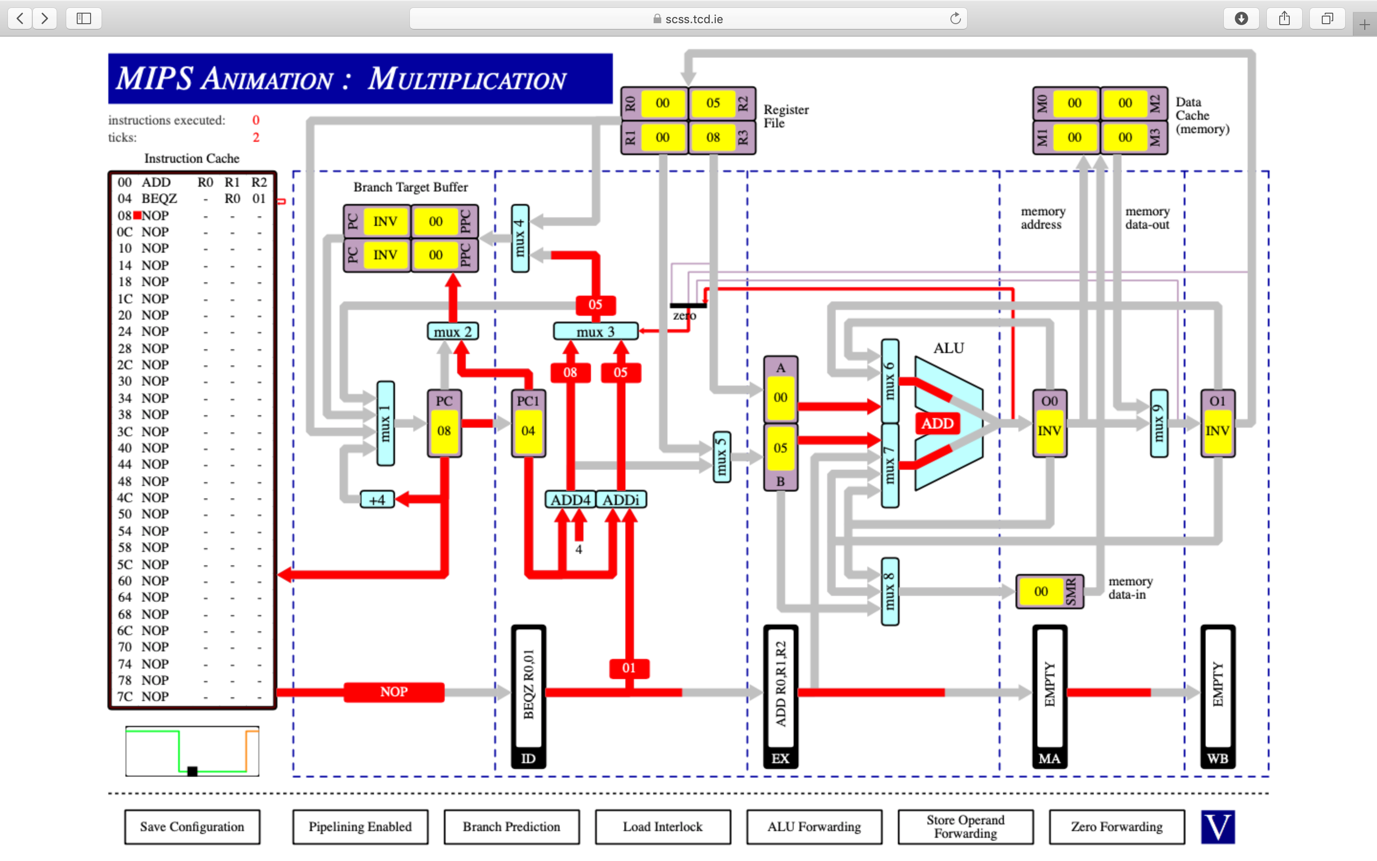 scss.tcd.ie
MIPS ANIMATION : MULTIPLICATION
instructions executed: 0
ticks: 2
Instruction Cache
00 ADD R0 R1 R2
04 BEQZ - R0 01
08 NOP - - -
0C NOP - - -
10 NOP - - -
14 NOP - - -
18 NOP - - -
1C NOP - - -
20 NOP - - -
24 NOP - - -
28 NOP - - -
2C NOP - - -
30 NOP - - -
34 NOP - - -
38 NOP - - -
3C NOP - - -
40 NOP - - -
44 NOP - - -
48 NOP - - -
4C NOP - - -
50 NOP - - -
54 NOP - - -
58 NOP - - -
5C NOP - - -
60 NOP - - -
64 NOP - - -
68 NOP - - -
6C NOP - - -
70 NOP - - -
74 NOP - - -
78 NOP - - -
7C NOP - - -
R0 00 05 R2
R1 00 08 R3
Register
File
M0 00 00 M2
M1 00 00 M3
Data
Cache
(memory)
Branch Target Buffer
PC INV 00 PPC
PC INV 00 PPC
mux 4
memory
address
memory
data-out
05
zero
mux 2
mux 3
08
05
mux 1
PC
08
PC1
04
+4
ADD4
ADDi
4
mux 5
A
00
05
B
mux 6
mux 7
ALU
ADD
O0
INV
mux 9
O1
INV
mux 8
00 SMR
memory
data-in
01
NOP
BEQZ R0,01
ID
ADD R0,R1,R2
EX
EMPTY
MA
EMPTY
WB
Save Configuration
Pipelining Enabled
Branch Prediction
Load Interlock
ALU Forwarding
Store Operand
Forwarding
Zero Forwarding
V